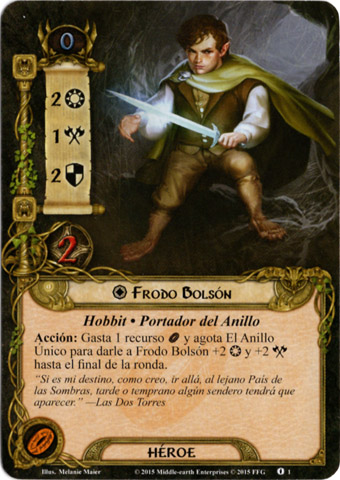 0
2
1
2
2
Frodo Bolsón
Hobbit • Portador del Anillo
Acción: Gasta 1 recurso y agota El Anillo
Único para darle a Frodo Bolsón +2 y +2
hasta el final de la ronda.
“Si es mi destino, como creo, ir allá, al lejano País de
las Sombras, tarde o temprano algún sendero tendrá que
aparecer.” —Las Dos Torres
HÉROE
Illus. Melanie Maier © 2015 Middle-earth Enterprises © 2015 FFG 1